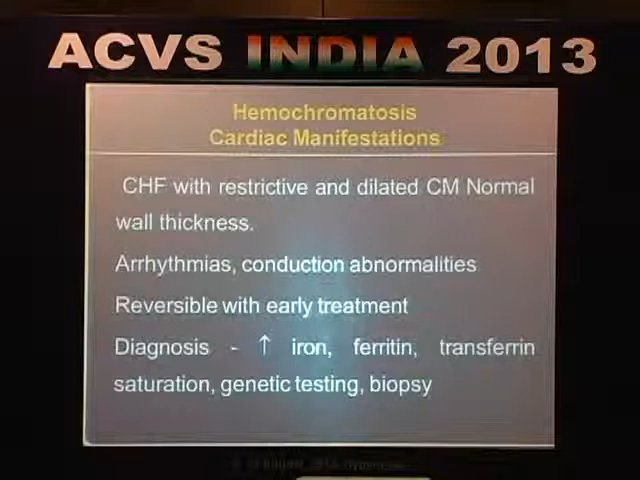 ACVS INDIA 2013
Hemochromatosis
Cardiac Manifestations
CHF with restrictive and dilated CM Normal
wall thickness.
Arrhythmias, conduction abnormalities
Reversible with early treatment
Diagnosis - ↑ iron, ferritin, transferrin
saturation, genetic testing, biopsy